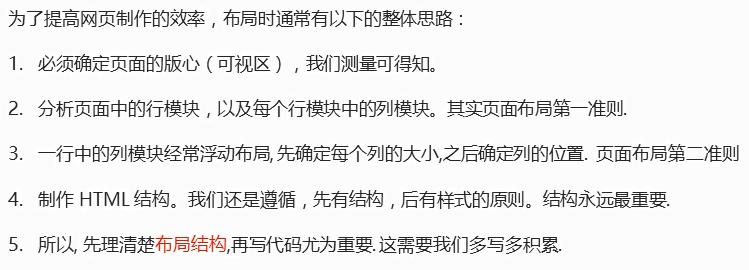 为了提高网页制作的效率，布局时通常有以下的整体思路：
1. 必须确定页面的版心（可视区），我们测量可得知。
2. 分析页面中的行模块，以及每个行模块中的列模块。其实页面布局第一准则.
3. 一行中的列模块经常浮动布局, 先确定每个列的大小,之后确定列的位置. 页面布局第二准则
4. 制作 HTML 结构。我们还是遵循，先有结构，后有样式的原则。结构永远最重要.
5. 所以, 先理清楚布局结构,再写代码尤为重要. 这需要我们多写多积累.